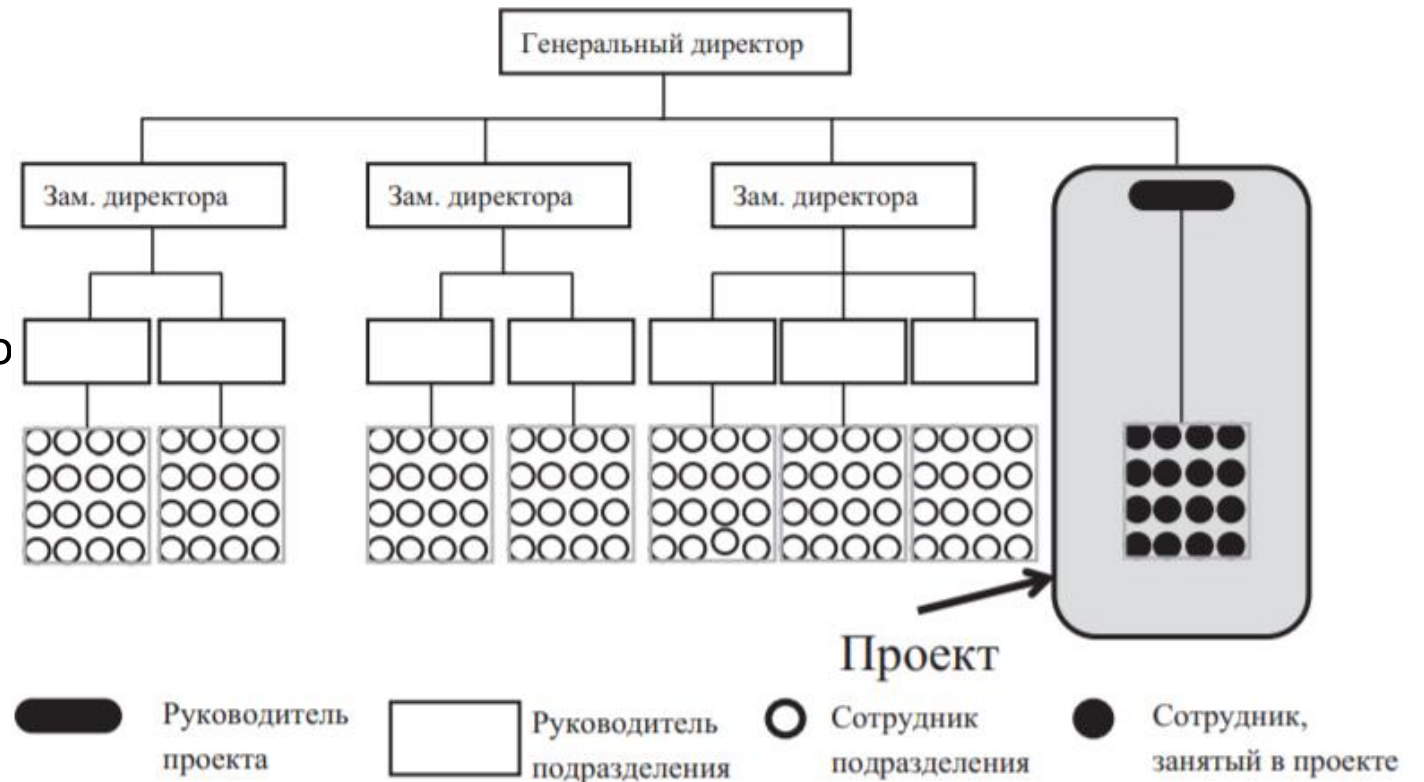 Генеральный директор
Зам. директора
Зам. директора
Зам. директора
о
Проект
Руководитель
проекта
Руководитель
подразделения
Сотрудник
подразделения
Сотрудник,
занятый в проекте